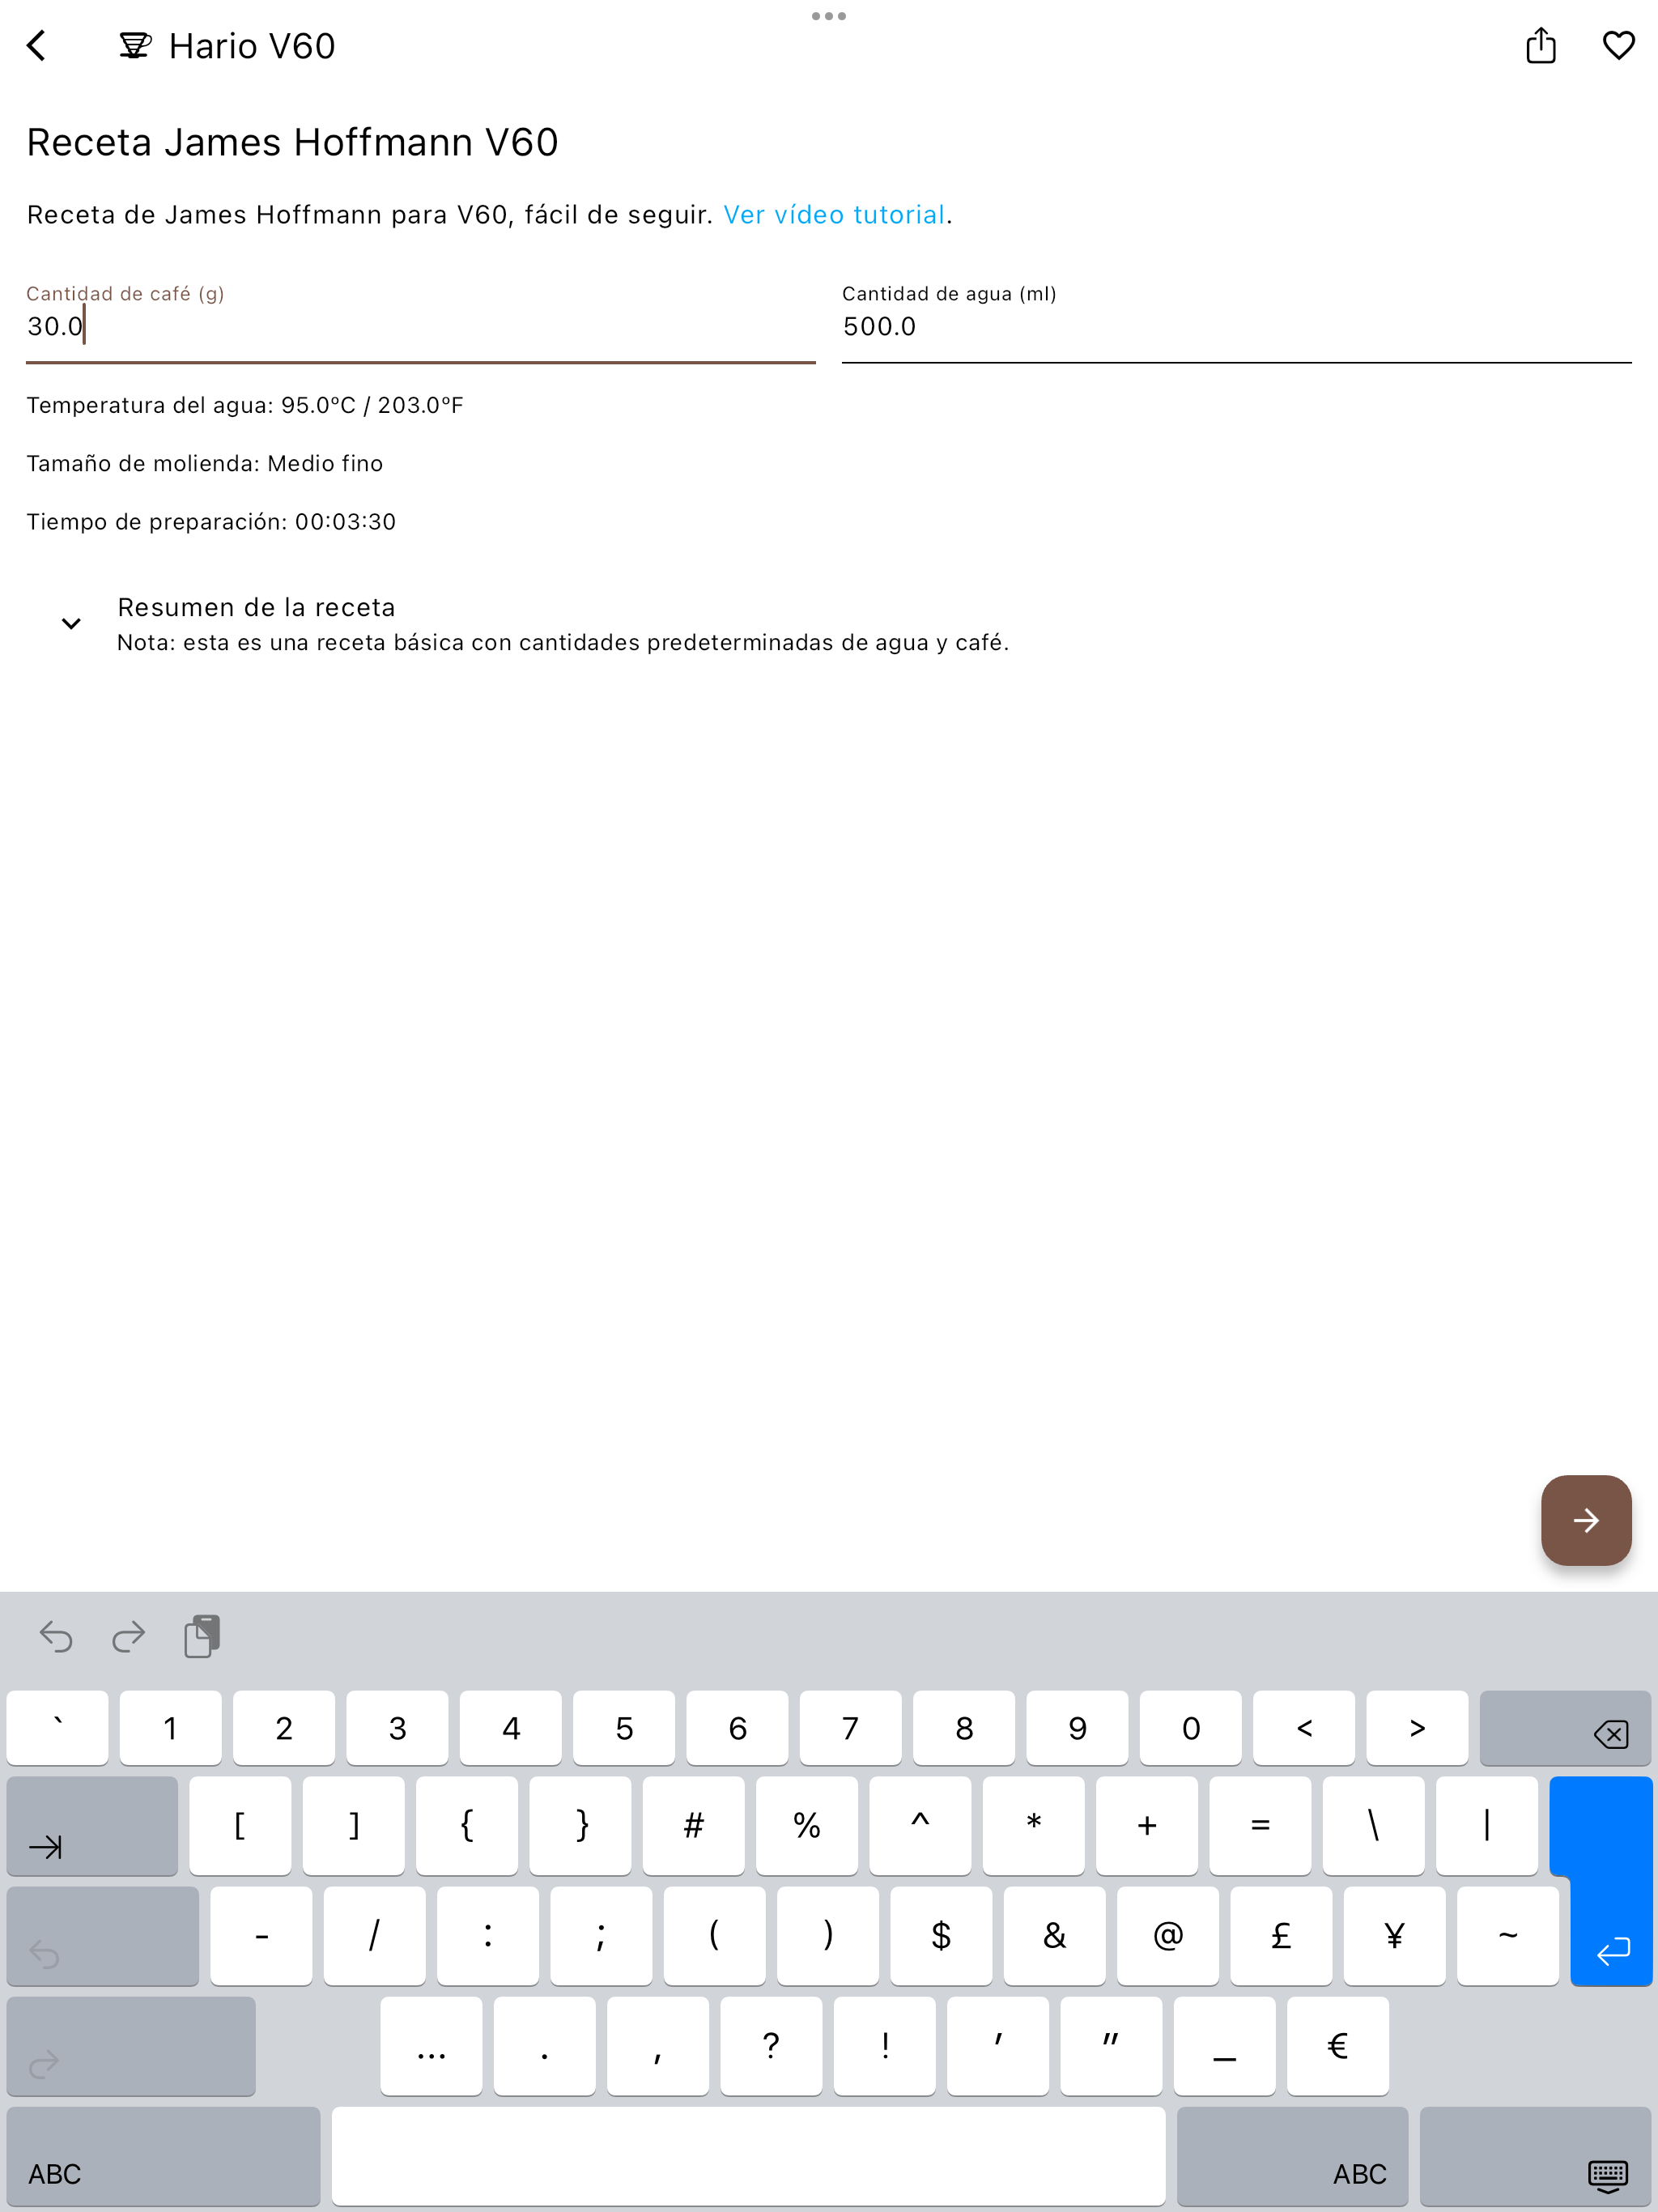 Hario V60
Receta James Hoffmann V60
Receta de James Hoffmann para V60, fácil de seguir. Ver vídeo tutorial.
Cantidad de café (g)
30.0
Cantidad de agua (ml)
500.0
Temperatura del agua: 95.0ºC / 203.0ºF
Tamaño de molienda: Medio fino
Tiempo de preparación: 00:03:30
Resumen de la receta
Nota: esta es una receta básica con cantidades predeterminadas de agua y café.
` 1 2 3 4 5 6 7 8 9 0 < >
[ ] { } # % ^ * + = \ |
- / : ; ( ) $ & @ £ ¥ ~
... . , ? ! ′ ″ _ €
ABC ABC